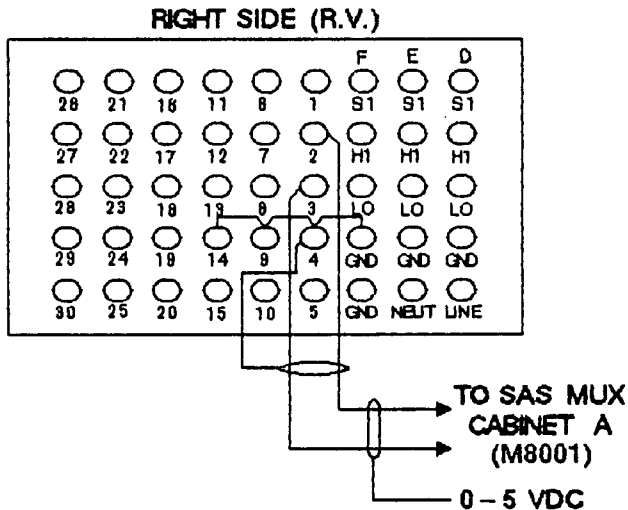 RIGHT SIDE (R.V.)
F E D
26 21 16 11 6 1 S1 S1 S1
27 22 17 12 7 2 H1 H1 H1
28 23 18 13 8 3 LO LO LO
29 24 19 14 9 4 GND GND GND
30 25 20 15 10 5 GND NEUT LINE
TO SAS MUX
CABINET A
(M8001)
0-5 VDC